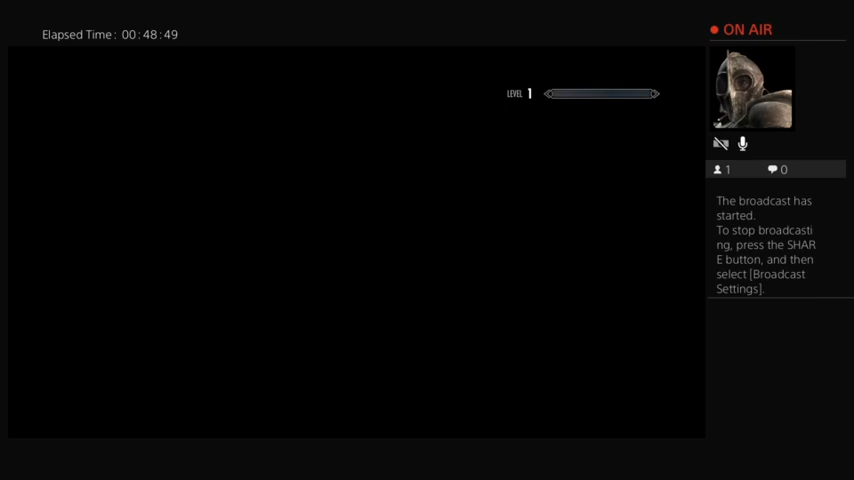 Elapsed Time: 00:48:49
ON AIR
LEVEL 1
1 0
The broadcast has
started.
To stop broadcasti
ng, press the SHAR
E button, and then
select [Broadcast
Settings].